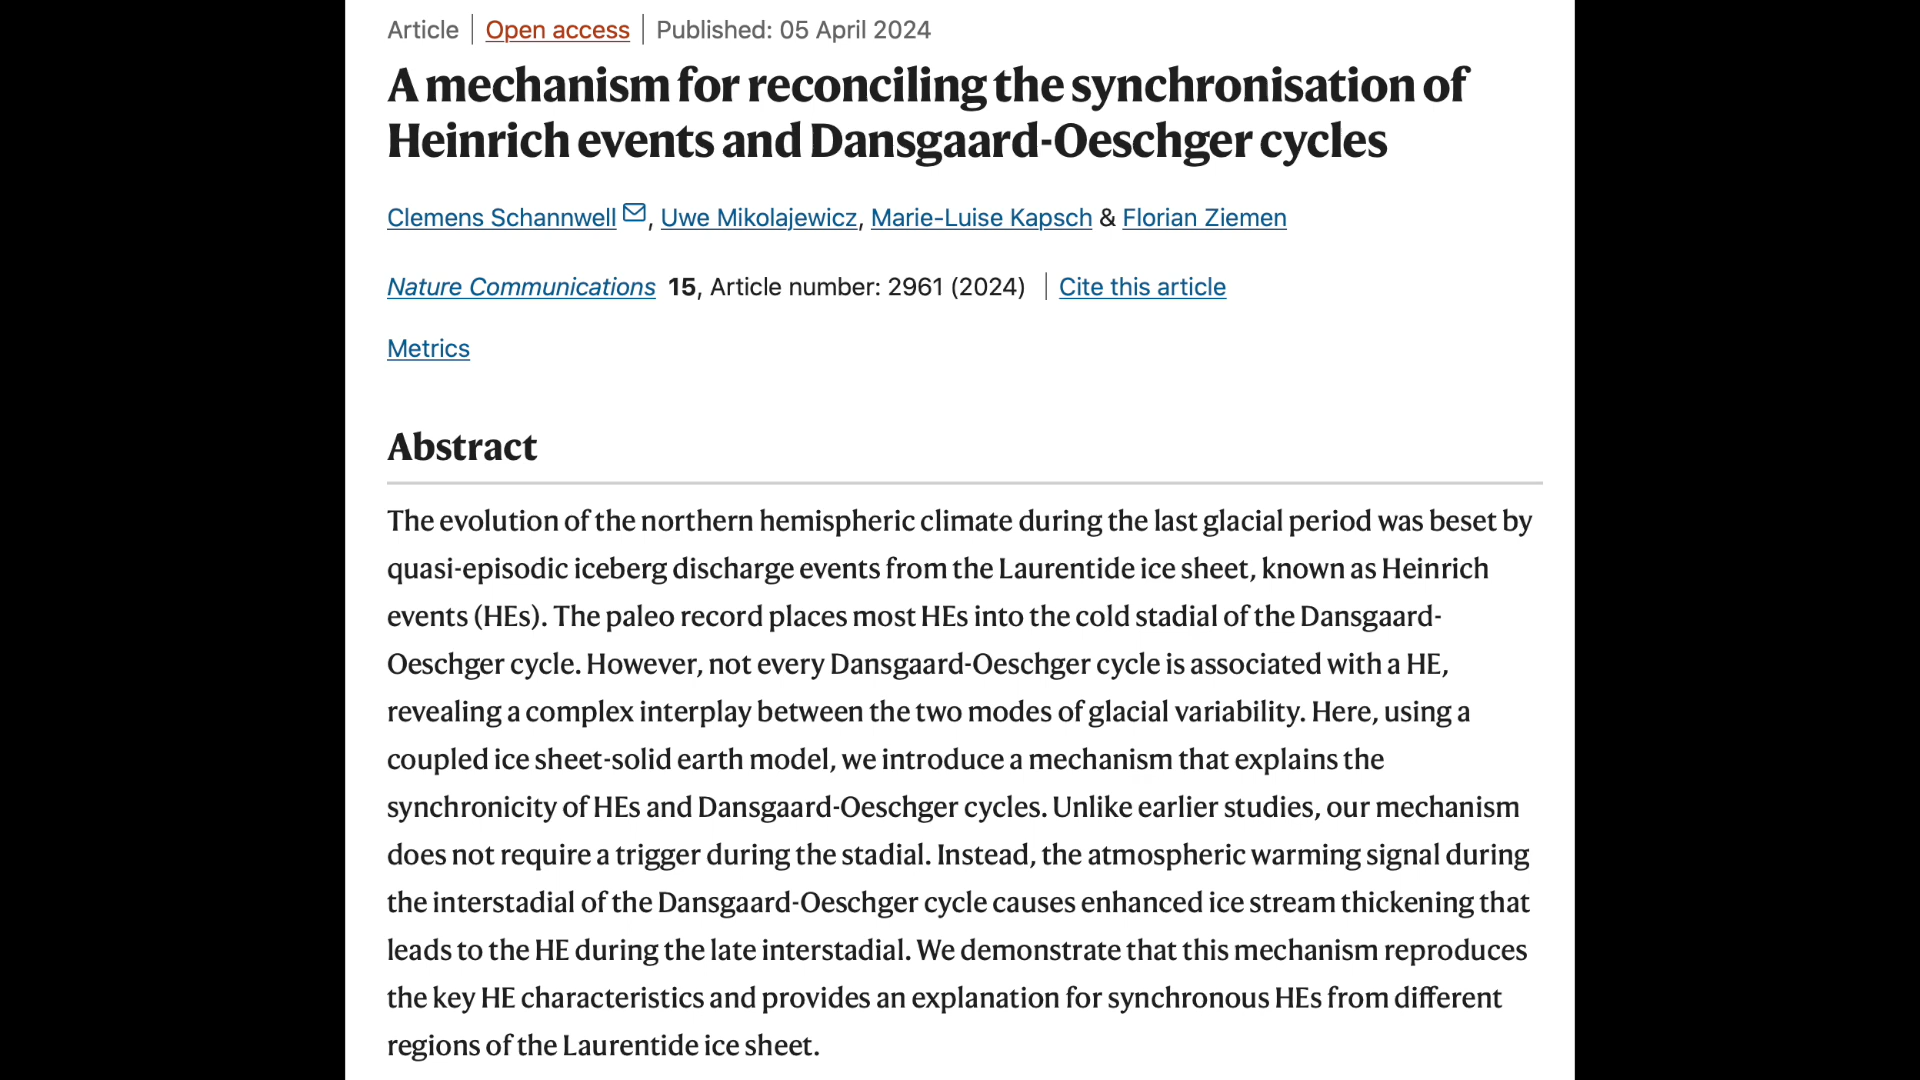 Article | Open access | Published: 05 April 2024
A mechanism for reconciling the synchronisation of
Heinrich events and Dansgaard-Oeschger cycles
Clemens Schannwell, Uwe Mikolajewicz, Marie-Luise Kapsch & Florian Ziemen
Nature Communications 15, Article number: 2961 (2024) | Cite this article
Metrics
Abstract
The evolution of the northern hemispheric climate during the last glacial period was beset by
quasi-episodic iceberg discharge events from the Laurentide ice sheet, known as Heinrich
events (HEs). The paleo record places most HEs into the cold stadial of the Dansgaard-
Oeschger cycle. However, not every Dansgaard-Oeschger cycle is associated with a HE,
revealing a complex interplay between the two modes of glacial variability. Here, using a
coupled ice sheet-solid earth model, we introduce a mechanism that explains the
synchronicity of HEs and Dansgaard-Oeschger cycles. Unlike earlier studies, our mechanism
does not require a trigger during the stadial. Instead, the atmospheric warming signal during
the interstadial of the Dansgaard-Oeschger cycle causes enhanced ice stream thickening that
leads to the HE during the late interstadial. We demonstrate that this mechanism reproduces
the key HE characteristics and provides an explanation for synchronous HEs from different
regions of the Laurentide ice sheet.